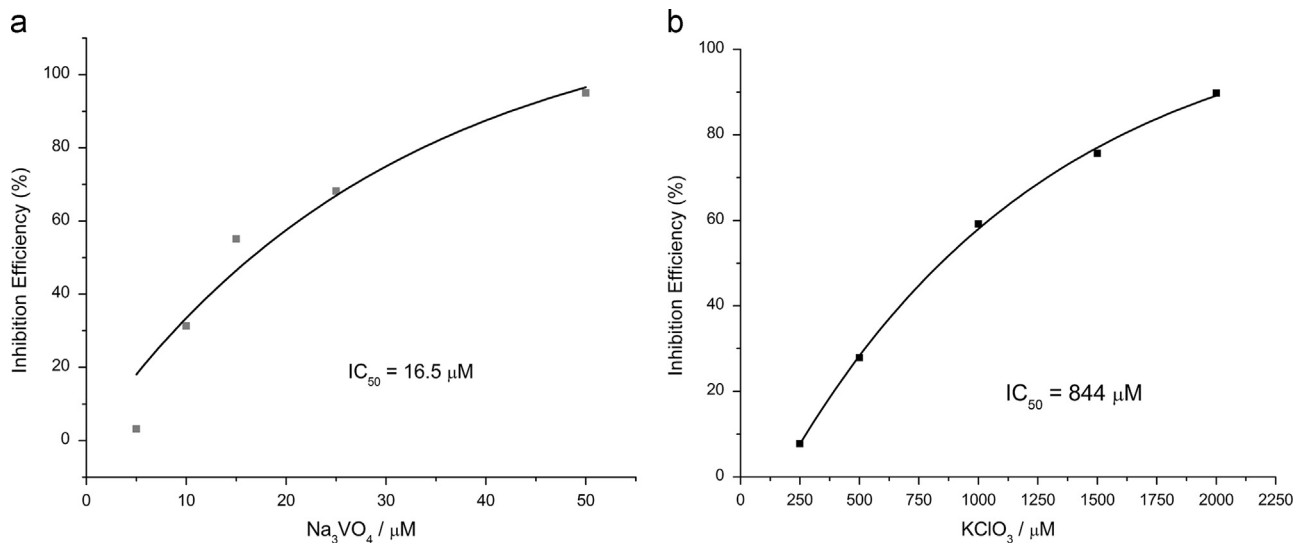 a
100
80
60
40
20
0
Inhibition Efficiency (%)
IC₅₀ = 16.5 μM
0 10 20 30 40 50
Na₃VO₄ / μM
b
100
80
60
40
20
0
Inhibition Efficiency (%)
IC₅₀ = 844 μM
0 250 500 750 1000 1250 1500 1750 2000 2250
KClO₃ / μM